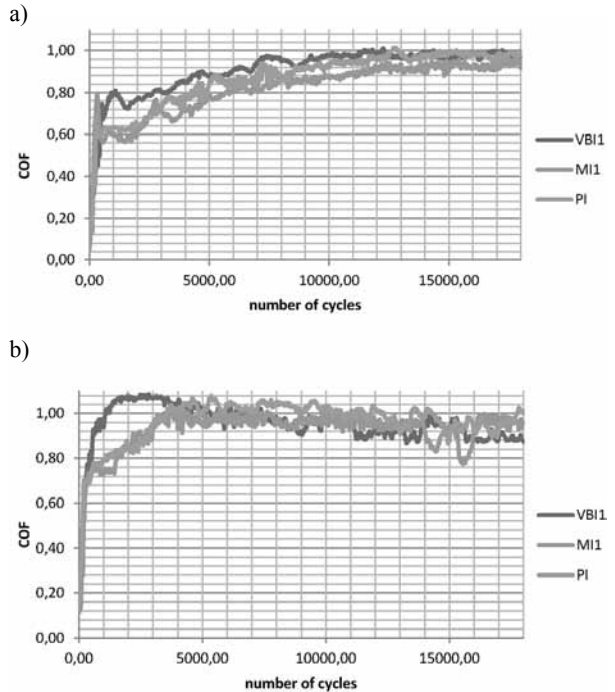 a)
1,00
0,80
0,60
0,40
0,20
0,00
COF
0,00 5000,00 10000,00 15000,00
number of cycles
VBI1
MI1
PI
b)
1,00
0,80
0,60
0,40
0,20
0,00
COF
0,00 5000,00 10000,00 15000,00
number of cycles
VBI1
MI1
PI